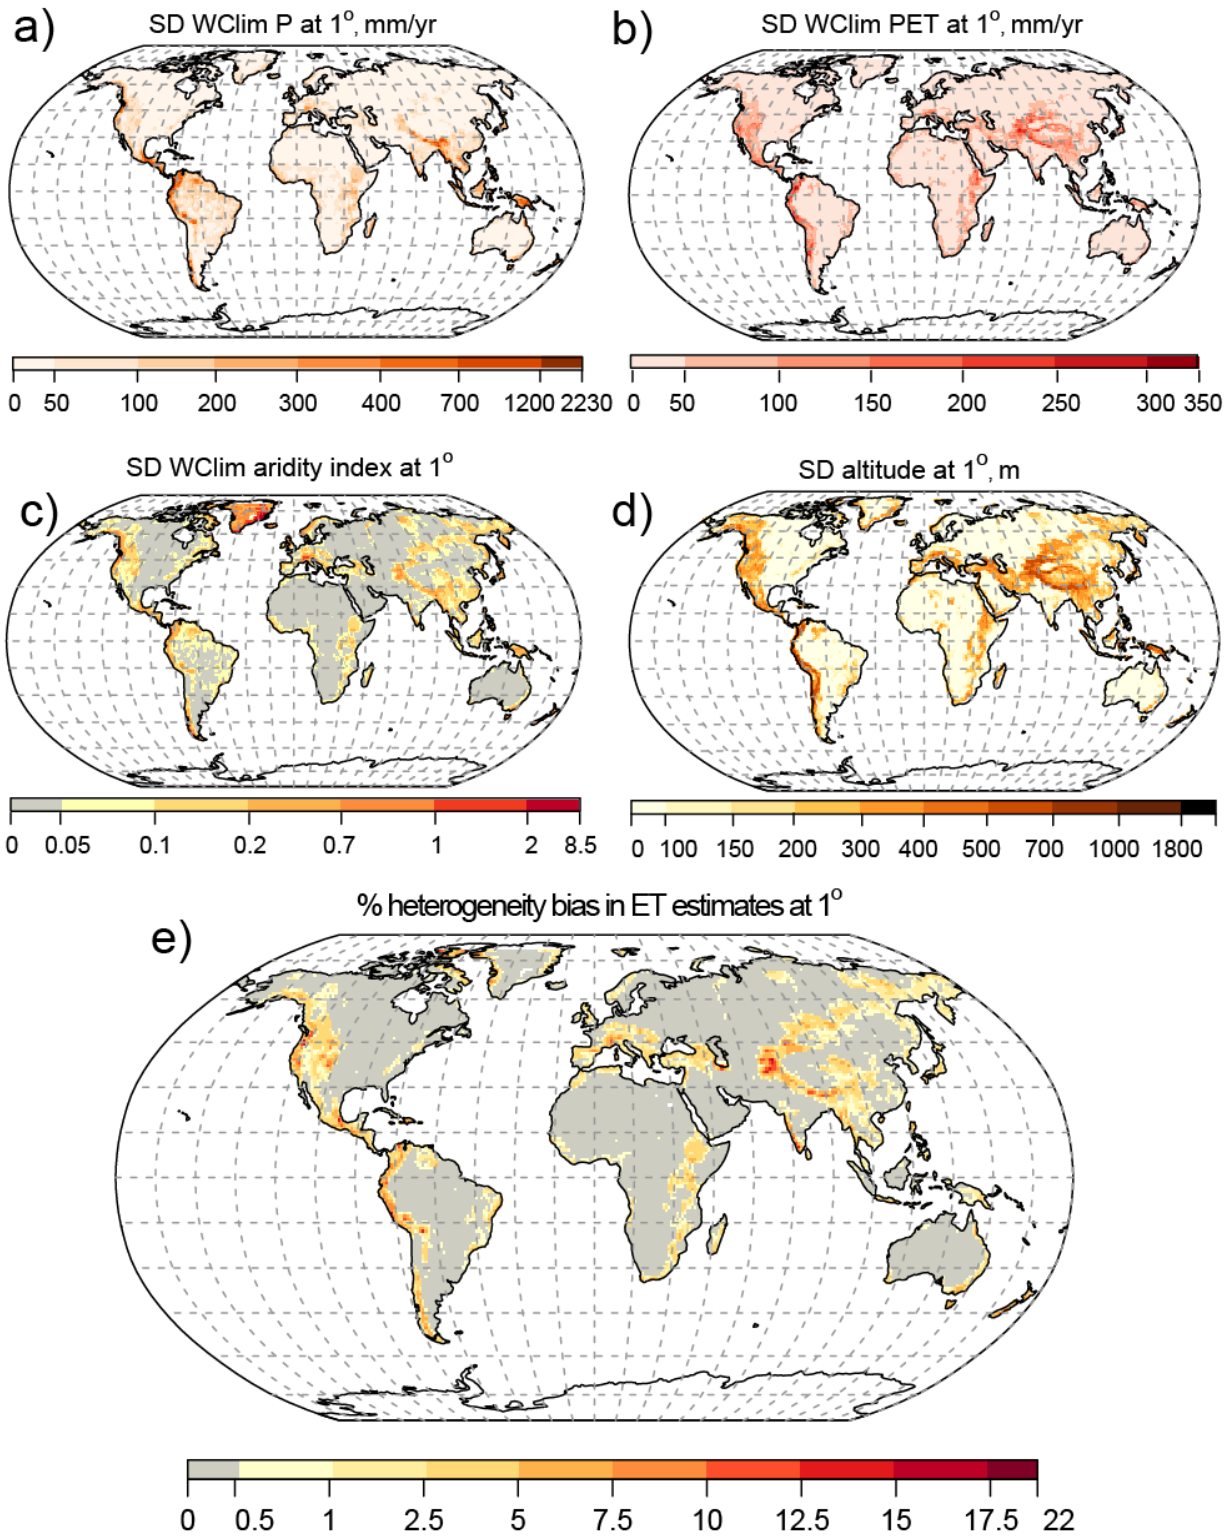 a)
SD WClim P at 1°, mm/yr
0 50 100 200 300 400 700 1200 2230
b)
SD WClim PET at 1°, mm/yr
0 50 100 150 200 250 300 350
c)
SD WClim aridity index at 1°
0 0.05 0.1 0.2 0.7 1 2 8.5
d)
SD altitude at 1°, m
0 100 150 200 300 400 500 700 1000 1800
e)
% heterogeneity bias in ET estimates at 1°
0 0.5 1 2.5 5 7.5 10 12.5 15 17.5 22